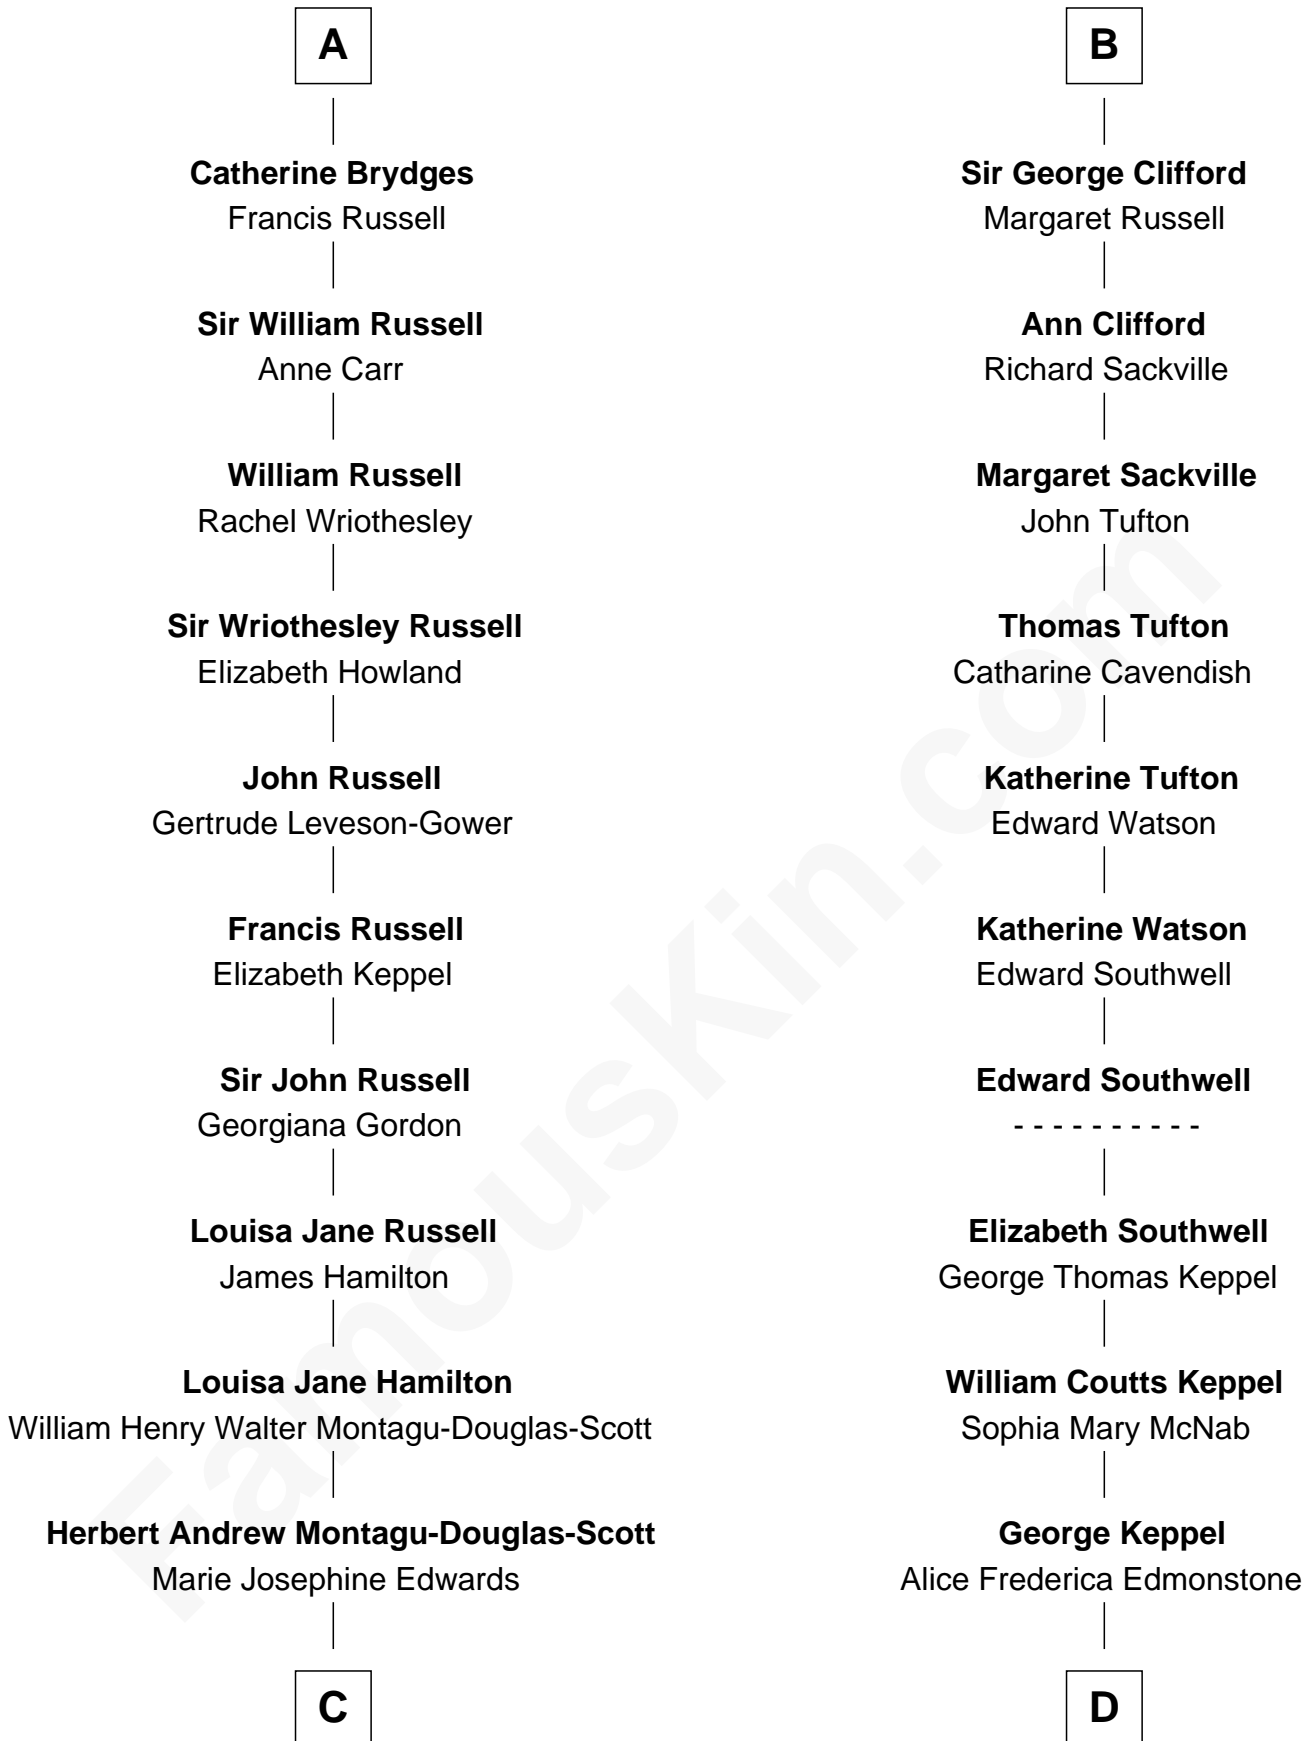 A
Catherine Brydges
Francis Russell
Sir William Russell
Anne Carr
William Russell
Rachel Wriothesley
Sir Wriothesley Russell
Elizabeth Howland
John Russell
Gertrude Leveson-Gower
Francis Russell
Elizabeth Keppel
Sir John Russell
Georgiana Gordon
Louisa Jane Russell
James Hamilton
Louisa Jane Hamilton
William Henry Walter Montagu-Douglas-Scott
Herbert Andrew Montagu-Douglas-Scott
Marie Josephine Edwards
C
B
Sir George Clifford
Margaret Russell
Ann Clifford
Richard Sackville
Margaret Sackville
John Tufton
Thomas Tufton
Catharine Cavendish
Katherine Tufton
Edward Watson
Katherine Watson
Edward Southwell
Edward Southwell
- - - - - - - - - -
Elizabeth Southwell
George Thomas Keppel
William Coutts Keppel
Sophia Mary McNab
George Keppel
Alice Frederica Edmonstone
D
FamousKin.com